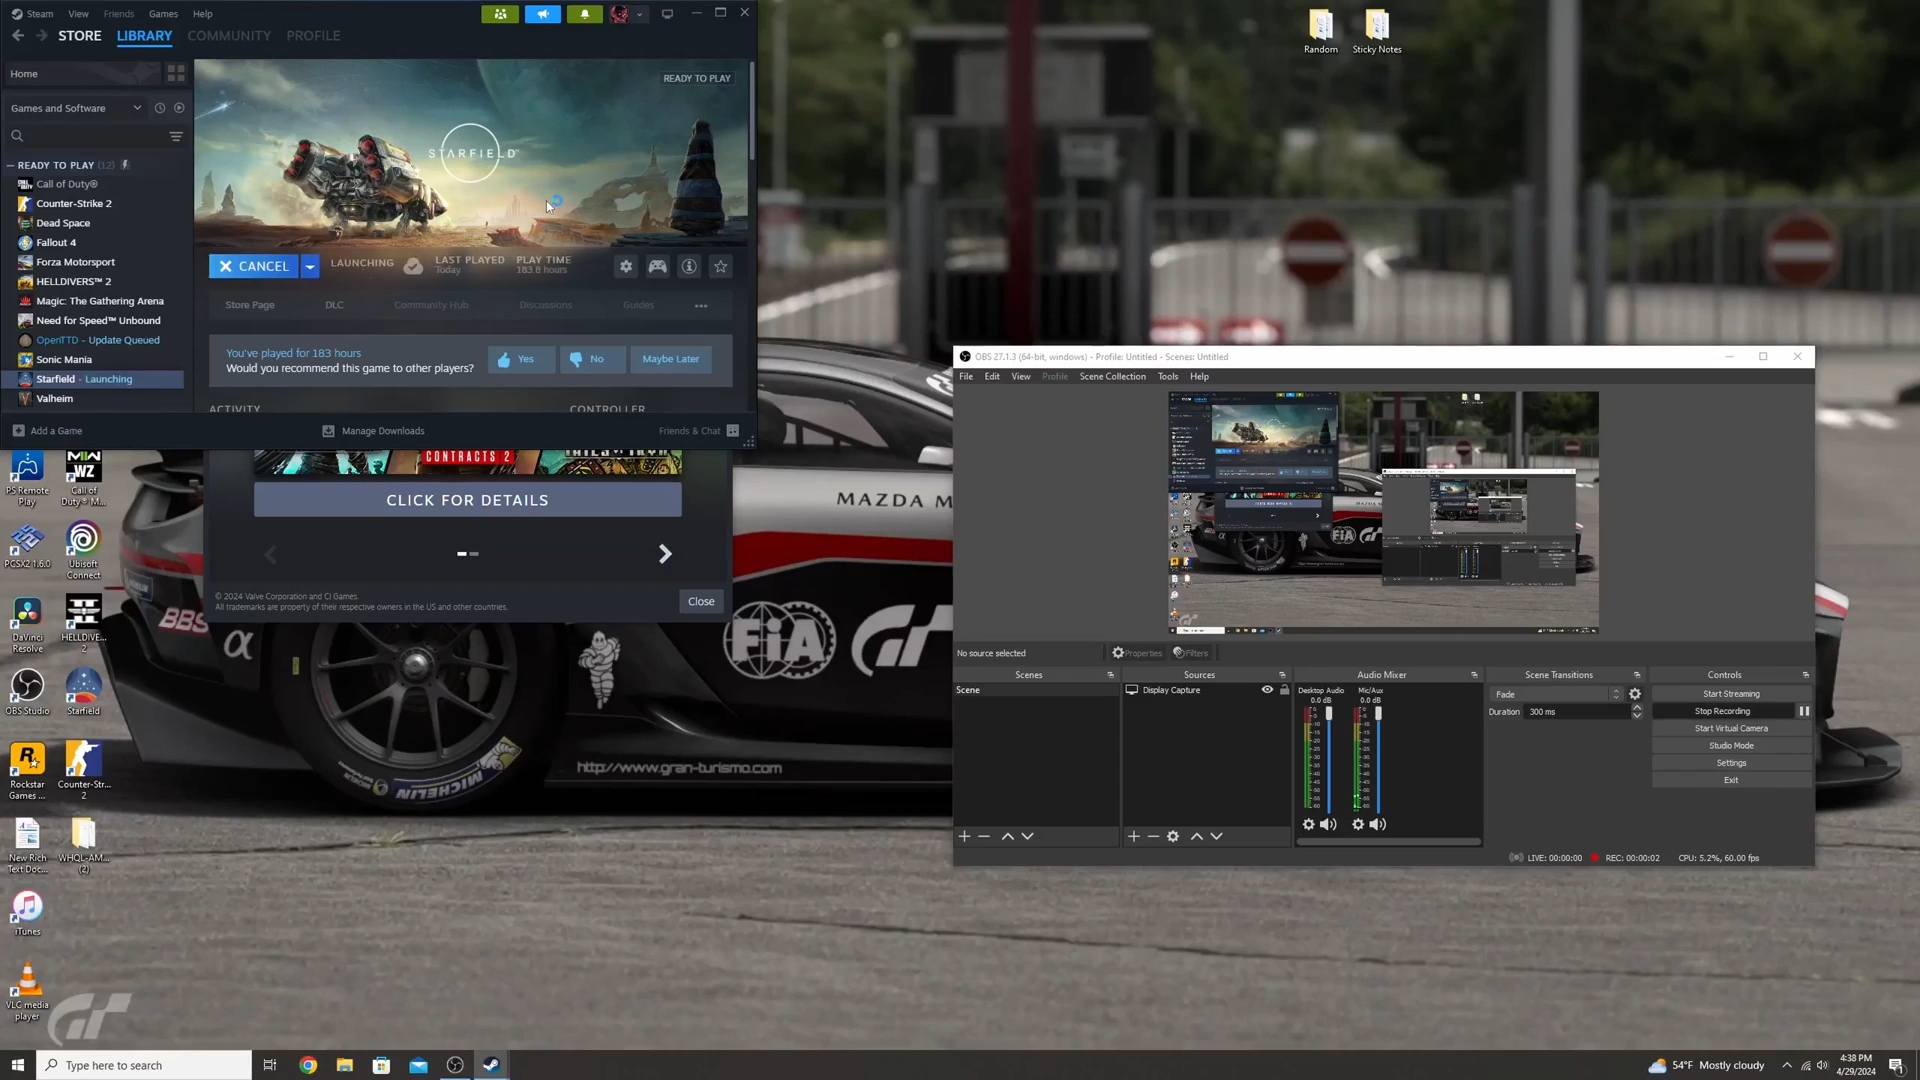 Steam View Friends Games Help
STORE LIBRARY COMMUNITY PROFILE
Home
Games and Software
READY TO PLAY (12)
Call of Duty®
Counter-Strike 2
Dead Space
Fallout 4
Forza Motorsport
HELLDIVERS™ 2
Magic: The Gathering Arena
Need for Speed™ Unbound
OpenTTD - Update Queued
Sonic Mania
Starfield - Launching
Valheim
Add a Game
READY TO PLAY
STARFIELD
CANCEL
LAUNCHING
LAST PLAYED
Today
PLAY TIME
183.8 hours
Store Page DLC Community Hub Discussions Guides
You've played for 183 hours
Would you recommend this game to other players?
Yes No Maybe Later
ACTIVITY CONTROLLER
Manage Downloads
Friends & Chat
CONTRACTS 2
CLICK FOR DETAILS
© 2024 Valve Corporation and CI Games.
All trademarks are property of their respective owners in the US and other countries.
Close
Random
Sticky Notes
PS Remote Play
Call of Duty® M...
PCSX2 1.6.0
Ubisoft Connect
DaVinci Resolve
HELLDIVE... 2
OBS Studio
Starfield
Rockstar Games ...
Counter-Str... 2
New Rich Text Doc...
WHQL-AM... (2)
iTunes
VLC media player
MAZDA M
BBS
α
FiA
GT
MICHELIN
http://www.gran-turismo.com
OBS 27.1.3 (64-bit, windows) - Profile: Untitled - Scenes: Untitled
File Edit View Profile Scene Collection Tools Help
No source selected
Properties Filters
Scenes
Scene
Sources
Display Capture
Audio Mixer
Desktop Audio
0.0 dB
Mic/Aux
0.0 dB
Scene Transitions
Fade
Duration 300 ms
Controls
Start Streaming
Stop Recording
Start Virtual Camera
Studio Mode
Settings
Exit
LIVE: 00:00:00 REC: 00:00:02 CPU: 5.2%, 60.00 fps
Type here to search
54°F Mostly cloudy
4:38 PM
4/29/2024